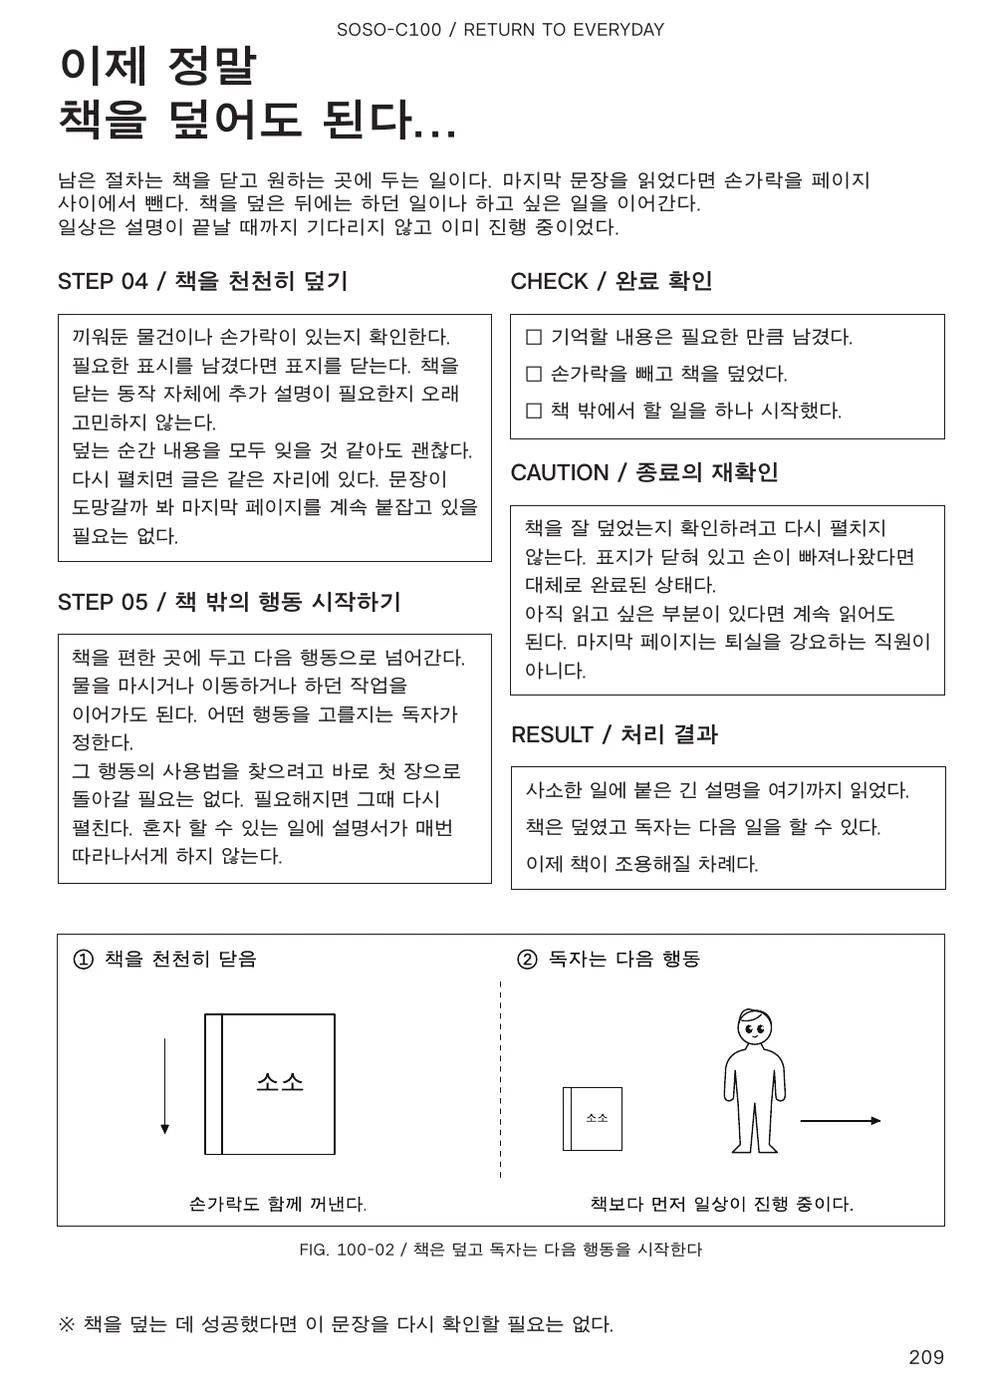 SOSO-C100 / RETURN TO EVERYDAY
이제 정말
책을 덮어도 된다...
남은 절차는 책을 닫고 원하는 곳에 두는 일이다. 마지막 문장을 읽었다면 손가락을 페이지
사이에서 뺀다. 책을 덮은 뒤에는 하던 일이나 하고 싶은 일을 이어간다.
일상은 설명이 끝날 때까지 기다리지 않고 이미 진행 중이었다.
STEP 04 / 책을 천천히 덮기
끼워둔 물건이나 손가락이 있는지 확인한다.
필요한 표시를 남겼다면 표지를 닫는다. 책을
닫는 동작 자체에 추가 설명이 필요한지 오래
고민하지 않는다.
덮는 순간 내용을 모두 잊을 것 같아도 괜찮다.
다시 펼치면 글은 같은 자리에 있다. 문장이
도망갈까 봐 마지막 페이지를 계속 붙잡고 있을
필요는 없다.
STEP 05 / 책 밖의 행동 시작하기
책을 편한 곳에 두고 다음 행동으로 넘어간다.
물을 마시거나 이동하거나 하던 작업을
이어가도 된다. 어떤 행동을 고를지는 독자가
정한다.
그 행동의 사용법을 찾으려고 바로 첫 장으로
돌아갈 필요는 없다. 필요해지면 그때 다시
펼친다. 혼자 할 수 있는 일에 설명서가 매번
따라나서게 하지 않는다.
CHECK / 완료 확인
□ 기억할 내용은 필요한 만큼 남겼다.
□ 손가락을 빼고 책을 덮었다.
□ 책 밖에서 할 일을 하나 시작했다.
CAUTION / 종료의 재확인
책을 잘 덮었는지 확인하려고 다시 펼치지
않는다. 표지가 닫혀 있고 손이 빠져나왔다면
대체로 완료된 상태다.
아직 읽고 싶은 부분이 있다면 계속 읽어도
된다. 마지막 페이지는 퇴실을 강요하는 직원이
아니다.
RESULT / 처리 결과
사소한 일에 붙은 긴 설명을 여기까지 읽었다.
책은 덮였고 독자는 다음 일을 할 수 있다.
이제 책이 조용해질 차례다.
① 책을 천천히 닫음
소소
손가락도 함께 꺼낸다.
② 독자는 다음 행동
소소
책보다 먼저 일상이 진행 중이다.
FIG. 100-02 / 책은 덮고 독자는 다음 행동을 시작한다
※ 책을 덮는 데 성공했다면 이 문장을 다시 확인할 필요는 없다.
209